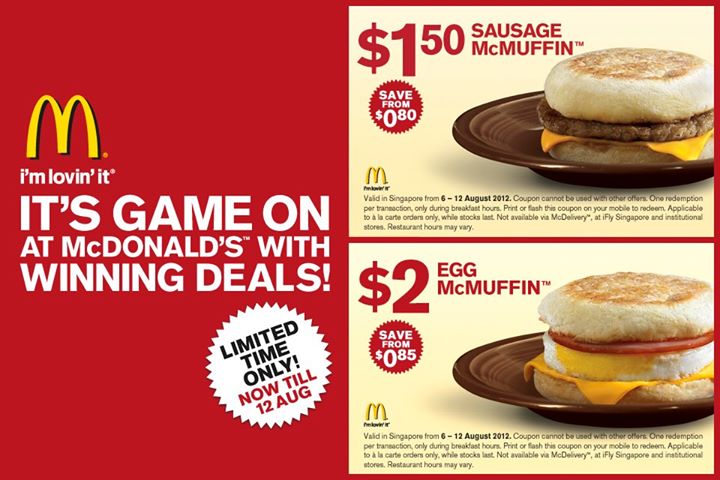 i'm lovin' it®
IT'S GAME ON
AT McDONALD'S™ WITH
WINNING DEALS!
LIMITED
TIME
ONLY!
NOW TILL
12 AUG
$1 50 SAUSAGE
McMUFFIN™
SAVE
FROM
$0.80
i'm lovin' it®
Valid in Singapore from 6 – 12 August 2012. Coupon cannot be used with other offers. One redemption
per transaction, only during breakfast hours. Print or flash this coupon on your mobile to redeem. Applicable
to à la carte orders only, while stocks last. Not available via McDelivery™, at iFly Singapore and institutional
stores. Restaurant hours may vary.
$2 EGG
McMUFFIN™
SAVE
FROM
$0.85
i'm lovin' it®
Valid in Singapore from 6 – 12 August 2012. Coupon cannot be used with other offers. One redemption
per transaction, only during breakfast hours. Print or flash this coupon on your mobile to redeem. Applicable
to à la carte orders only, while stocks last. Not available via McDelivery™, at iFly Singapore and institutional
stores. Restaurant hours may vary.